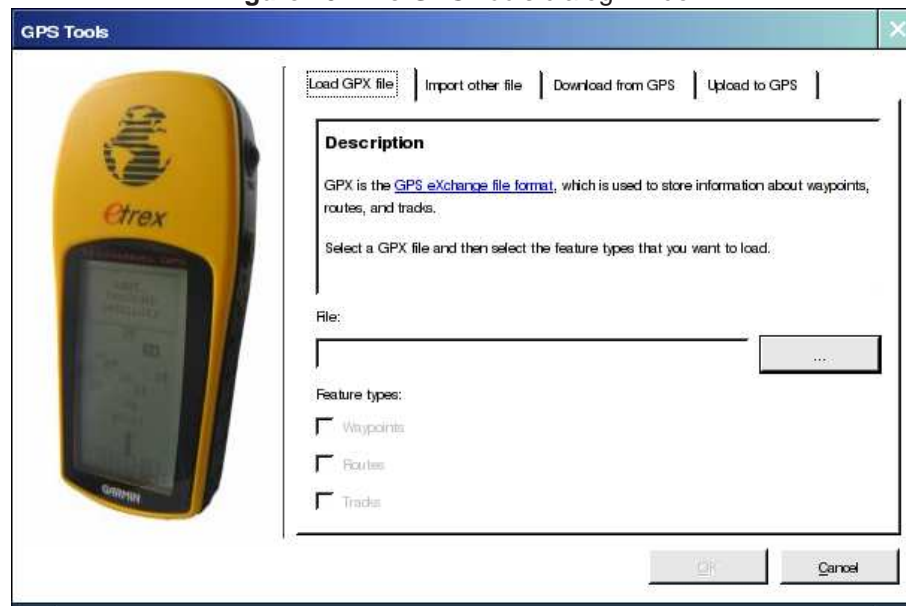 GPS Tools
Load GPX file
Import other file
Download from GPS
Upload to GPS
Description
GPX is the GPS eXchange file format, which is used to store information about waypoints,
routes, and tracks.
Select a GPX file and then select the feature types that you want to load.
etrex
File:
...
Feature types:
Waypoints
Routes
Tracks
GARMIN
OK
Cancel